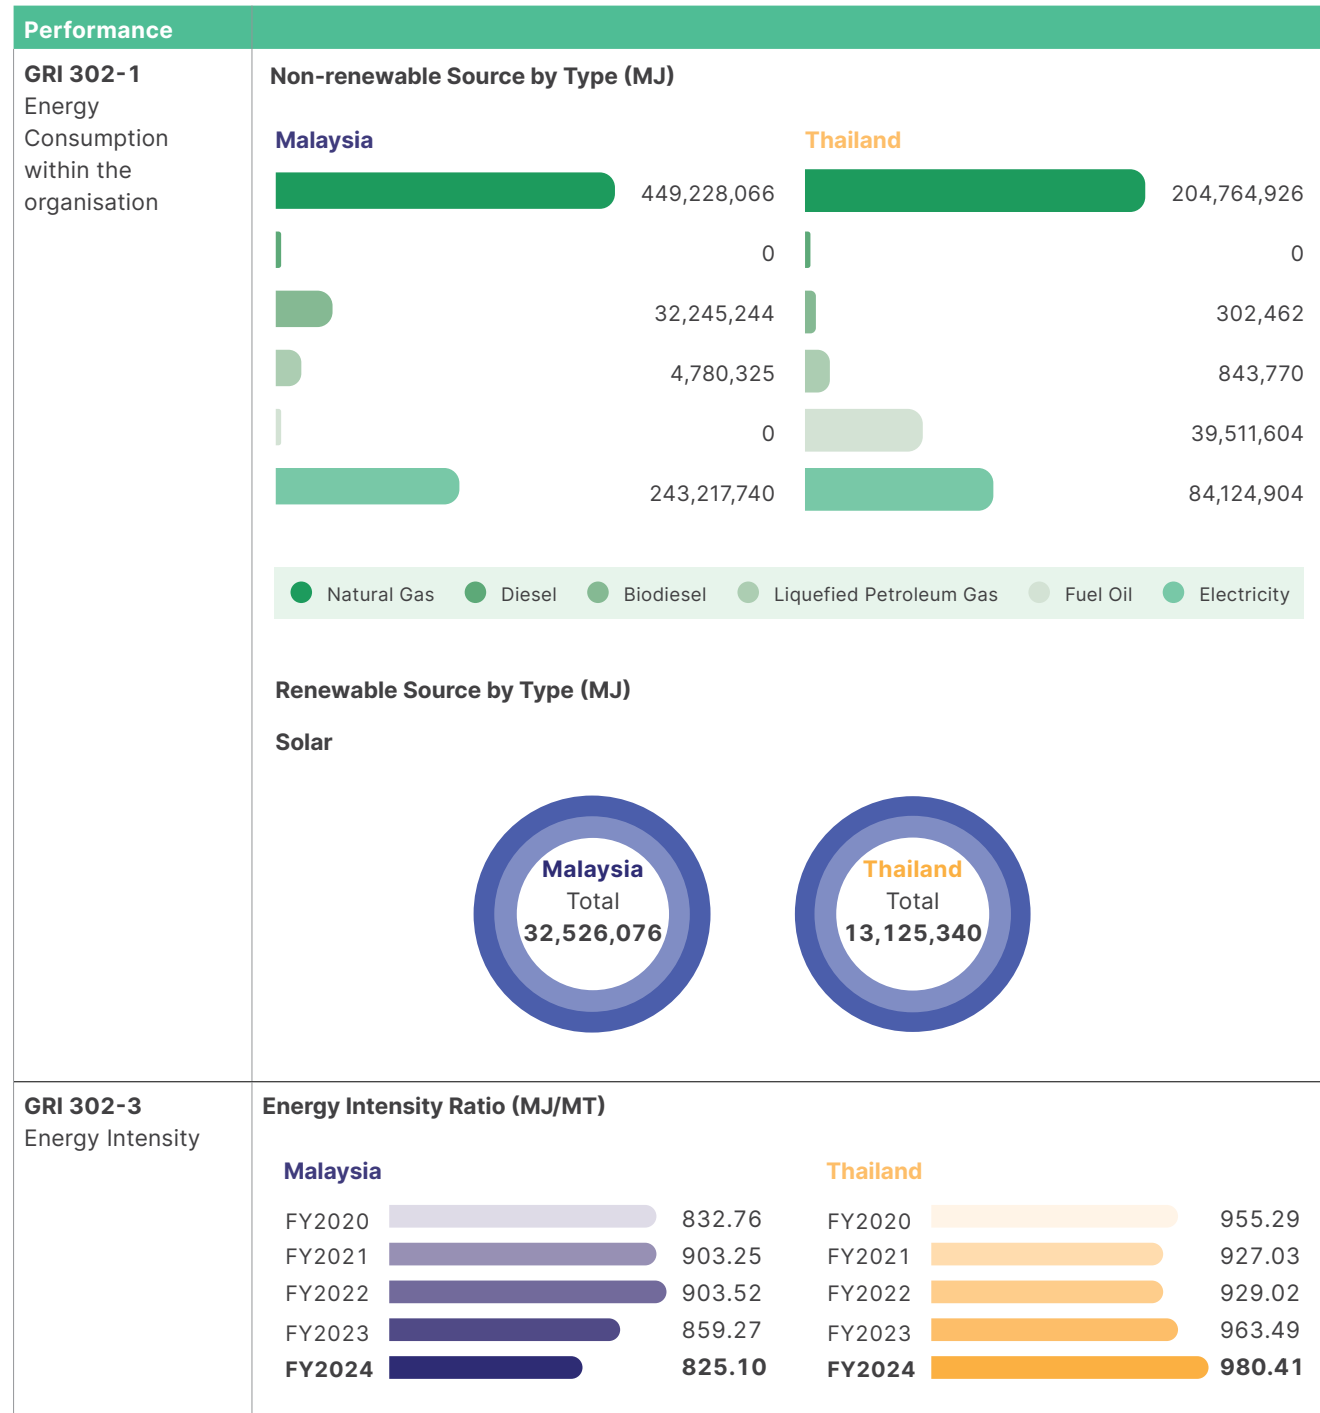 Performance
GRI 302-1
Energy
Consumption
within the
organisation
Non-renewable Source by Type (MJ)
Malaysia
449,228,066
0
32,245,244
4,780,325
0
243,217,740
Thailand
204,764,926
0
302,462
843,770
39,511,604
84,124,904
Natural Gas Diesel Biodiesel Liquefied Petroleum Gas Fuel Oil Electricity
Renewable Source by Type (MJ)
Solar
Malaysia
Total
32,526,076
Thailand
Total
13,125,340
GRI 302-3
Energy Intensity
Energy Intensity Ratio (MJ/MT)
Malaysia
FY2020 832.76
FY2021 903.25
FY2022 903.52
FY2023 859.27
FY2024 825.10
Thailand
FY2020 955.29
FY2021 927.03
FY2022 929.02
FY2023 963.49
FY2024 980.41